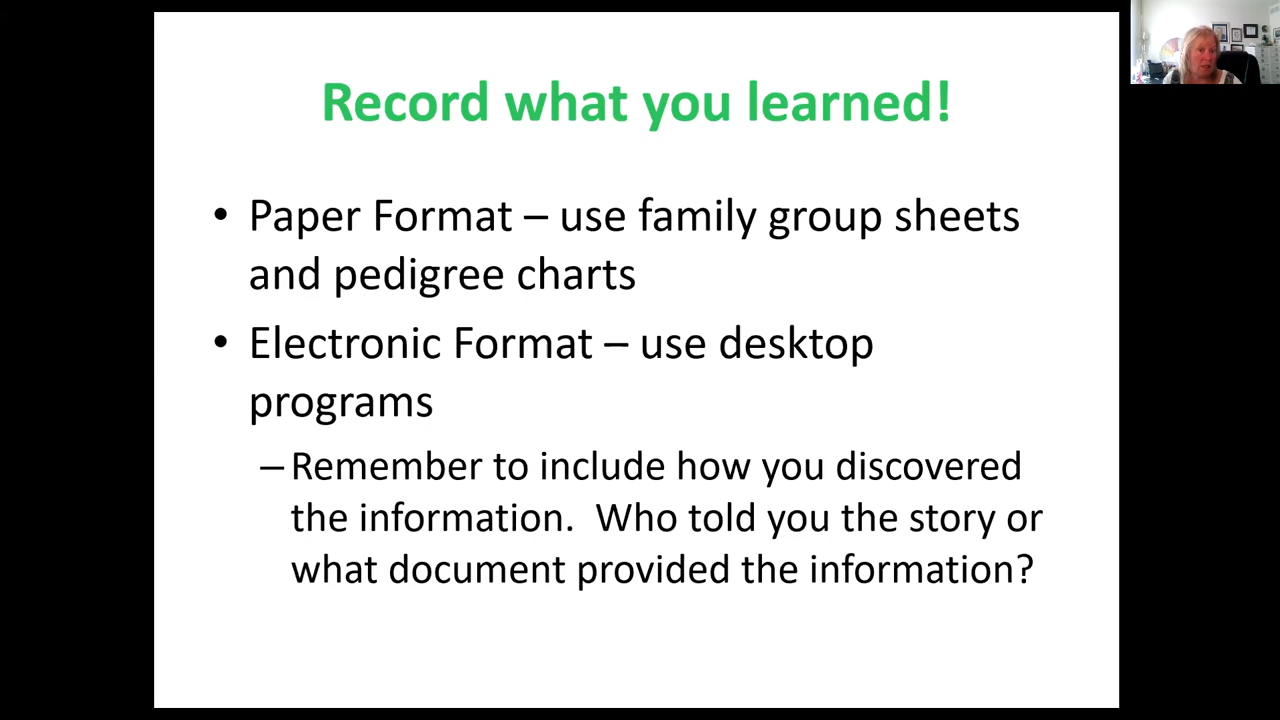 Record what you learned!
• Paper Format – use family group sheets
and pedigree charts
• Electronic Format – use desktop
programs
– Remember to include how you discovered
the information.  Who told you the story or
what document provided the information?